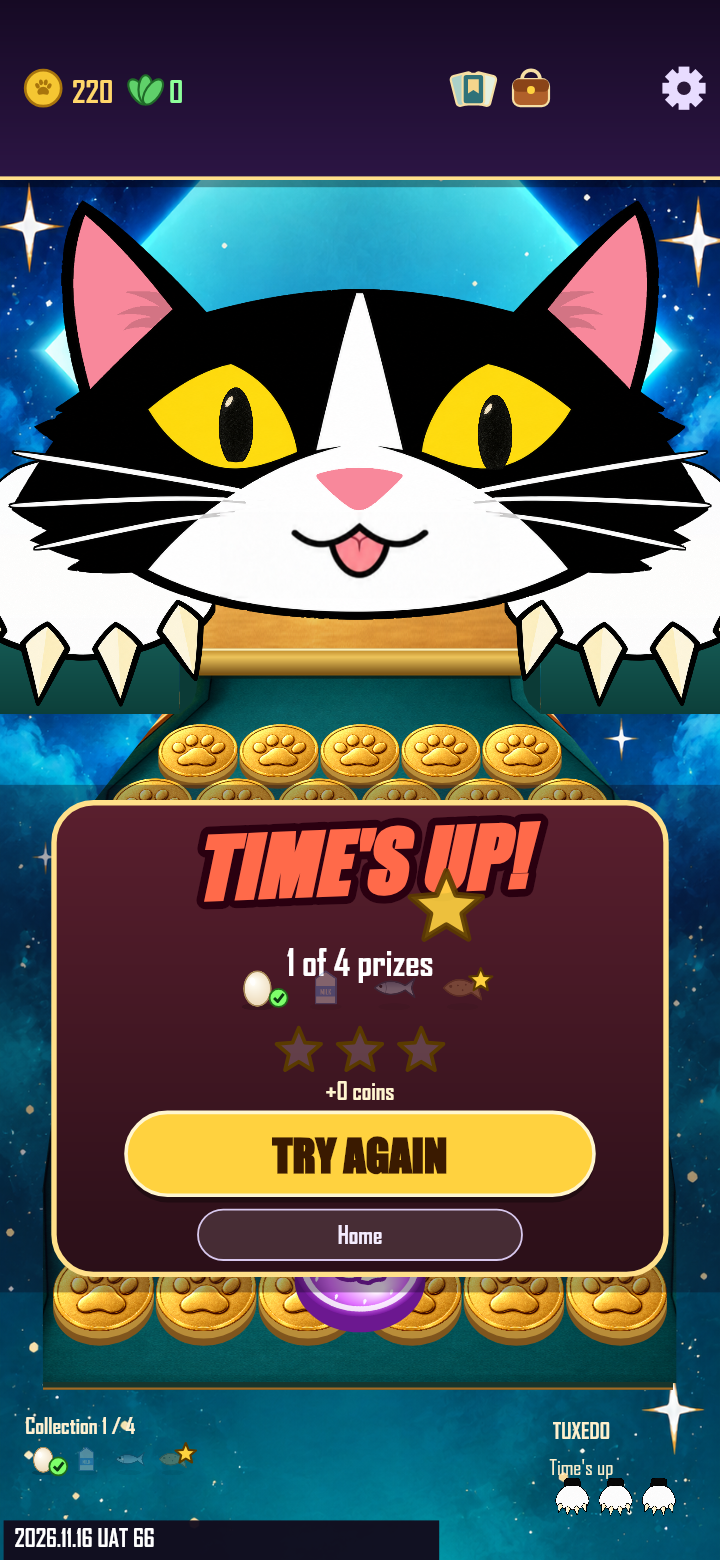 220
0
TIME'S UP!
1 of 4 prizes
MILK
+0 coins
TRY AGAIN
Home
Collection 1 / 4
TUXEDO
Time's up
2026.11.16 UAT 66